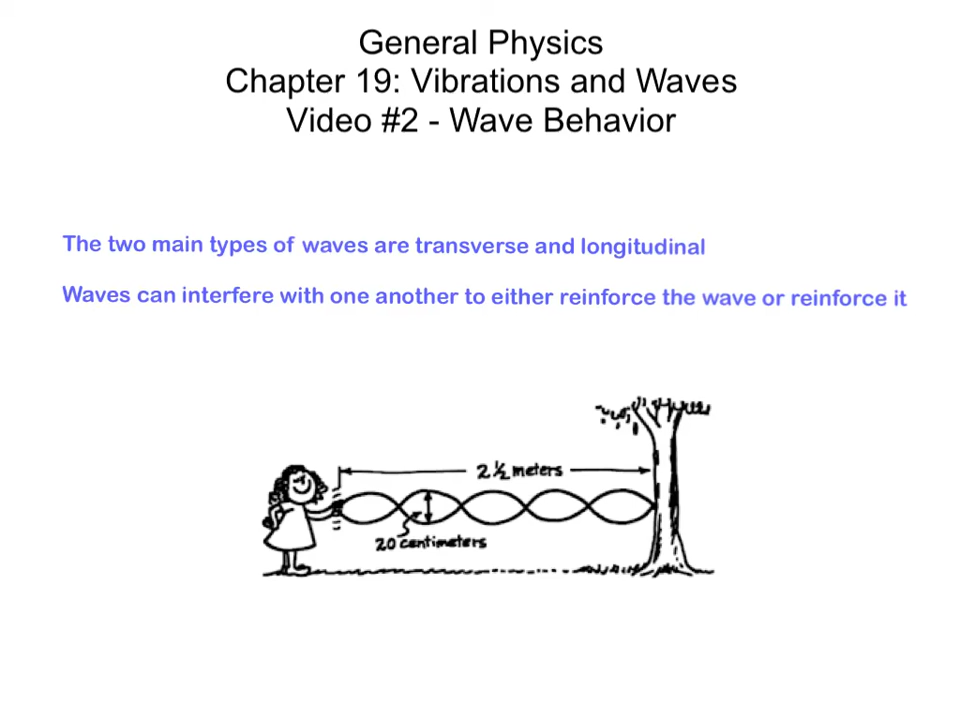 General Physics
Chapter 19: Vibrations and Waves
Video #2 - Wave Behavior
The two main types of waves are transverse and longitudinal
Waves can interfere with one another to either reinforce the wave or reinforce it
2 ½ meters
20 centimeters